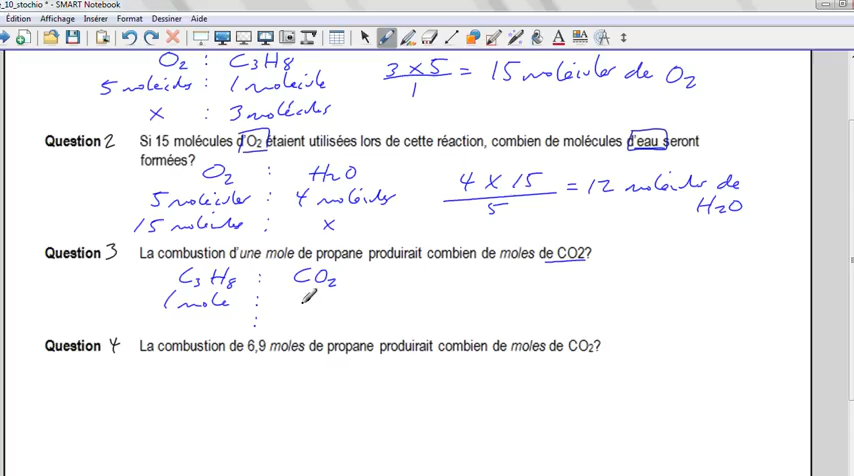 e_10_stochio * - SMART Notebook
Édition Affichage Insérer Format Dessiner Aide
O2 : C3H8
5 molécules : 1 molécule
x : 3 molécules
3 x 5 / 1 = 15 molécules de O2
Question 2 Si 15 molécules d'O2 étaient utilisées lors de cette réaction, combien de molécules d'eau seront
formées?
O2 : H2O
5 molécules : 4 molécules
15 molécules : x
4 x 15 / 5 = 12 molécules de
H2O
Question 3 La combustion d'une mole de propane produirait combien de moles de CO2?
C3H8 : CO2
1 mole :
:
Question 4 La combustion de 6,9 moles de propane produirait combien de moles de CO2?